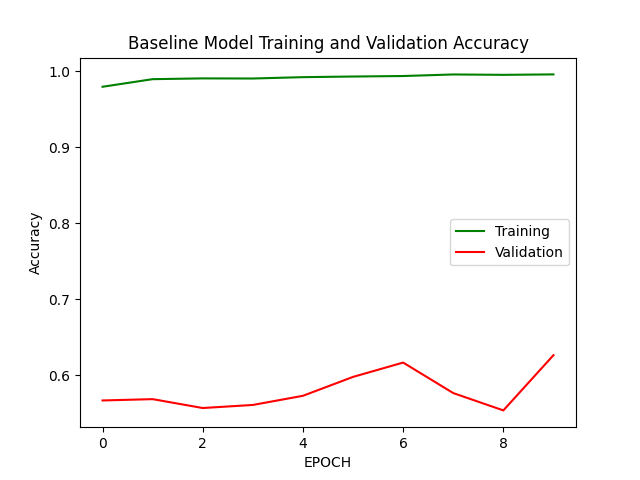 Baseline Model Training and Validation Accuracy
1.0
0.9
0.8
0.7
0.6
Accuracy
Training
Validation
0 2 4 6 8
EPOCH